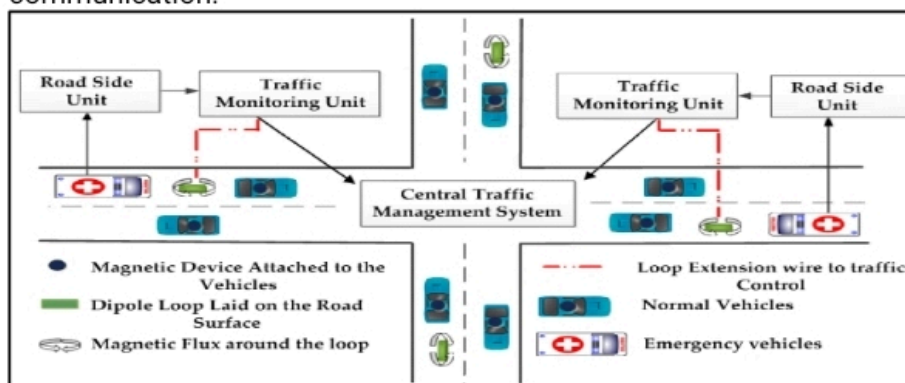 communication.
Road Side
Unit
Traffic
Monitoring Unit
Traffic
Monitoring Unit
Road Side
Unit
Central Traffic
Management System
Magnetic Device Attached to the
Vehicles
Dipole Loop Laid on the Road
Surface
Magnetic Flux around the loop
Loop Extension wire to traffic
Control
Normal Vehicles
Emergency vehicles